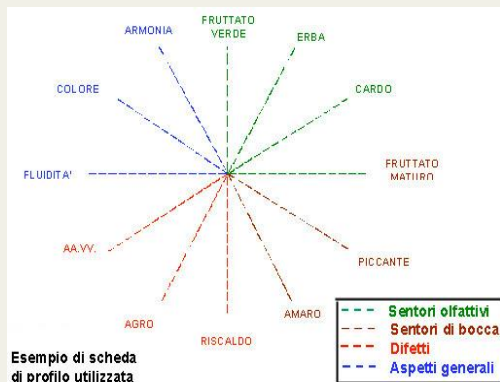 FRUTTATO
VERDE
ARMONIA
ERBA
COLORE
CARDO
FLUIDITA'
FRUTTATO
MATURO
AA.VV.
PICCANTE
AGRO
AMARO
RISCALDO
Sentori olfattivi
Sentori di bocca
Difetti
Aspetti generali
Esempio di scheda
di profilo utilizzata